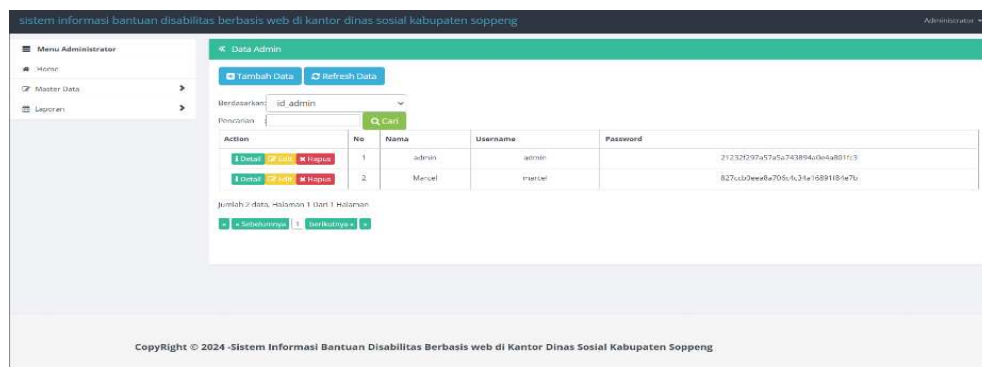 sistem informasi bantuan disabilitas berbasis web di kantor dinas sosial kabupaten soppeng
Administrator
Menu Administrator
Home
Master Data
Laporan
Data Admin
Tambah Data Refresh Data
Berdasarkan: id_admin
Pencarian :
Cari
Action No Nama Username Password
Detail Edit Hapus 1 admin admin 21232f297a57a5a743894a0e4a801fc3
Detail Edit Hapus 2 Marcel marcel 827ccb0eea8a706c4c34a16891f84e7b
Jumlah 2 data, Halaman 1 Dari 1 Halaman
« « Sebelumnya 1 berikutnya » »
CopyRight © 2024 -Sistem Informasi Bantuan Disabilitas Berbasis web di Kantor Dinas Sosial Kabupaten Soppeng